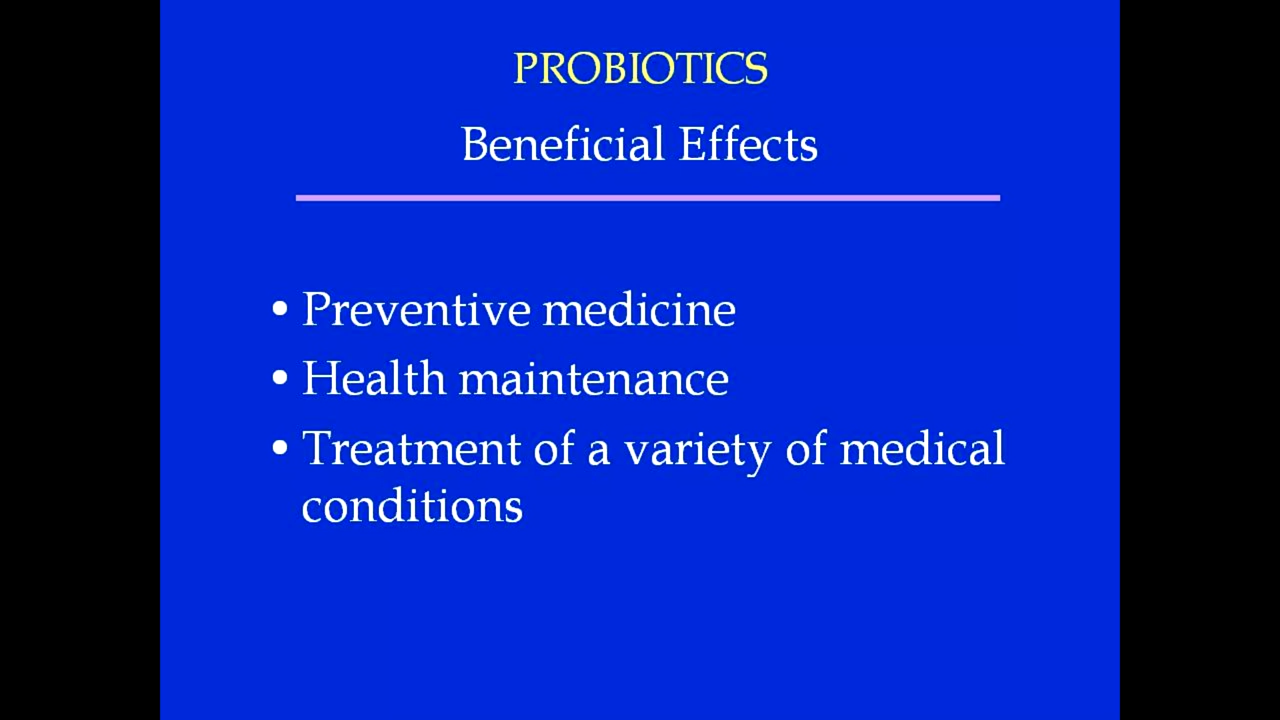 PROBIOTICS
Beneficial Effects
• Preventive medicine
• Health maintenance
• Treatment of a variety of medical
conditions